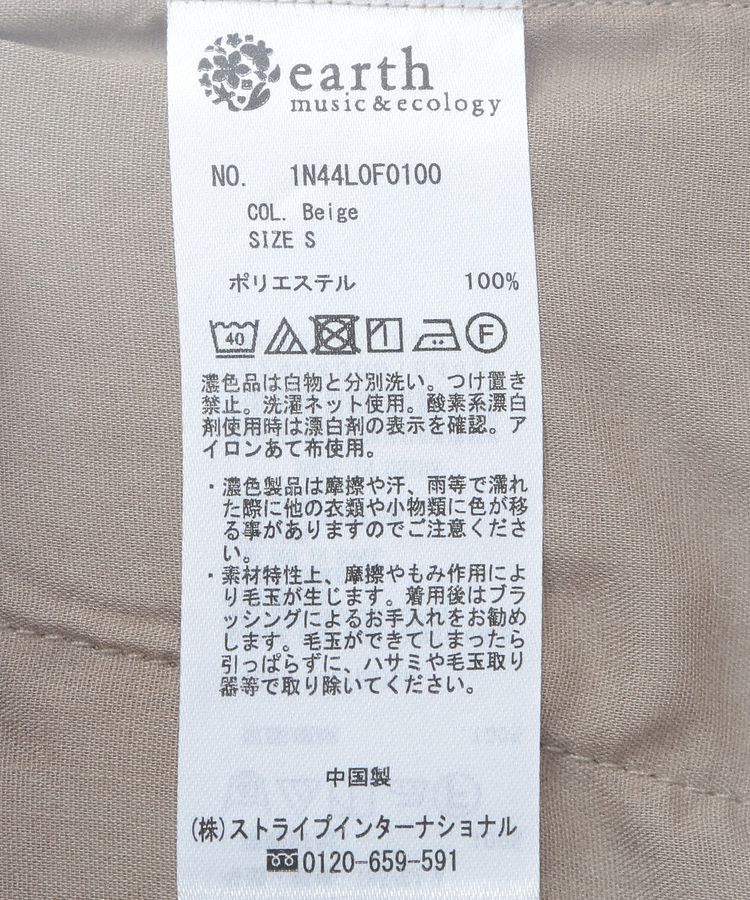 earth
music&ecology
NO. 1N44L0F0100
COL. Beige
SIZE S
ポリエステル 100%
40 F
濃色品は白物と分別洗い。つけ置き
禁止。洗濯ネット使用。酸素系漂白
剤使用時は漂白剤の表示を確認。ア
イロンあて布使用。
・濃色製品は摩擦や汗、雨等で濡れ
た際に他の衣類や小物類に色が移
る事がありますのでご注意くださ
い。
・素材特性上、摩擦やもみ作用によ
り毛玉が生じます。着用後はブラ
ッシングによるお手入れをお勧め
します。毛玉ができてしまったら
引っぱらずに、ハサミや毛玉取り
器等で取り除いてください。
中国製
(株)ストライプインターナショナル
0120-659-591